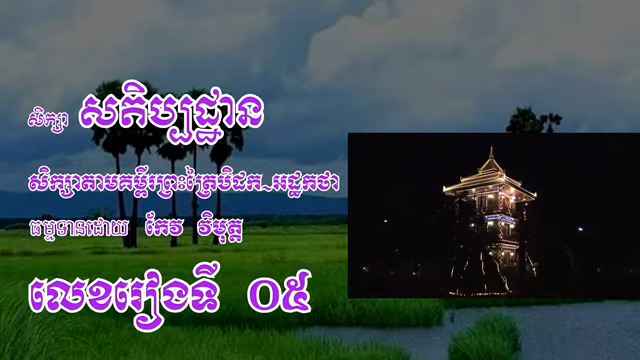 សិក្សា សតិប្បដ្ឋាន
សិក្សាតាមគម្ពីរព្រះត្រៃបិដក-អដ្ឋកថា
ធម្មទានដោយ កែវ វិមុត្ត
លេខរៀងទី ០៥